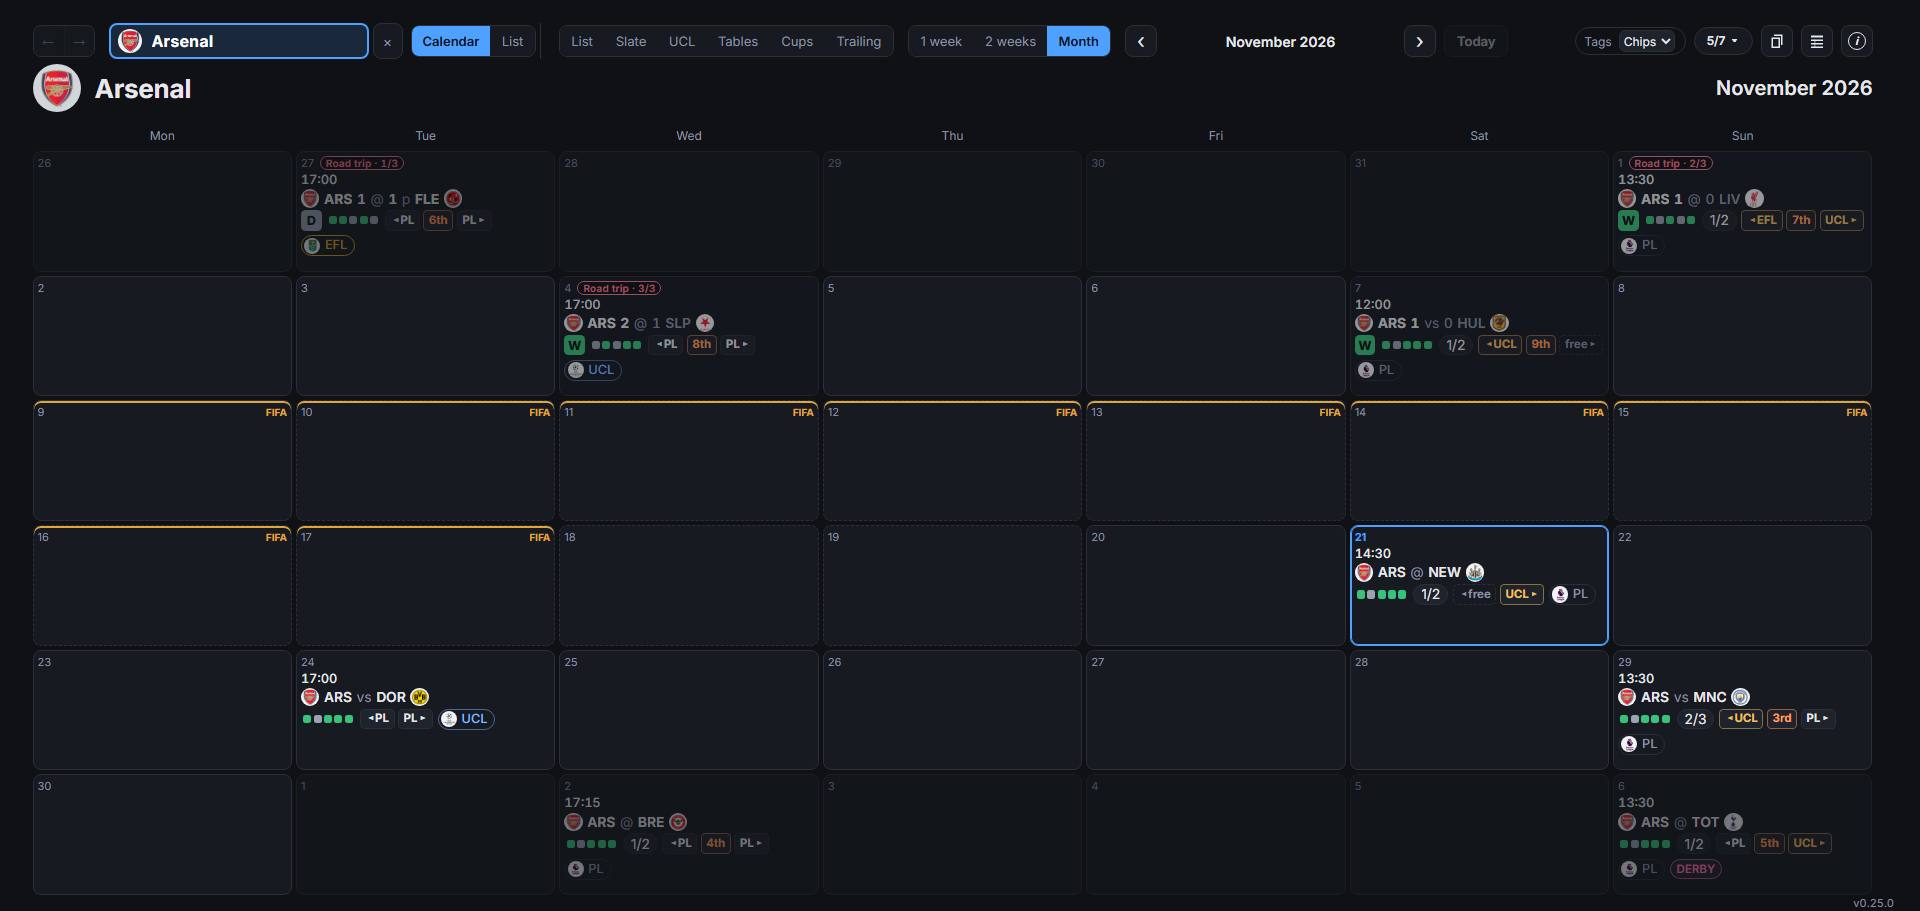 Arsenal
×
Calendar
List
List
Slate
UCL
Tables
Cups
Trailing
1 week
2 weeks
Month
November 2026
Today
Tags
Chips
5/7
Arsenal
November 2026
Mon
Tue
Wed
Thu
Fri
Sat
Sun
26
27 Road trip · 1/3
17:00
ARS 1 @ 1 p FLE
D ◂PL 6th PL▸
EFL
28
29
30
31
1 Road trip · 2/3
13:30
ARS 1 @ 0 LIV
W 1/2 ◂EFL 7th UCL▸
PL
2
3
4 Road trip · 3/3
17:00
ARS 2 @ 1 SLP
W ◂PL 8th PL▸
UCL
5
6
7
12:00
ARS 1 vs 0 HUL
W 1/2 ◂UCL 9th free▸
PL
8
9 FIFA
10 FIFA
11 FIFA
12 FIFA
13 FIFA
14 FIFA
15 FIFA
16 FIFA
17 FIFA
18
19
20
21
14:30
ARS @ NEW
1/2 ◂free UCL▸ PL
22
23
24
17:00
ARS vs DOR
◂PL PL▸ UCL
25
26
27
28
29
13:30
ARS vs MNC
2/3 ◂UCL 3rd PL▸
PL
30
1
2
17:15
ARS @ BRE
1/2 ◂PL 4th PL▸
PL
3
4
5
6
13:30
ARS @ TOT
1/2 ◂PL 5th UCL▸
PL DERBY
v0.25.0